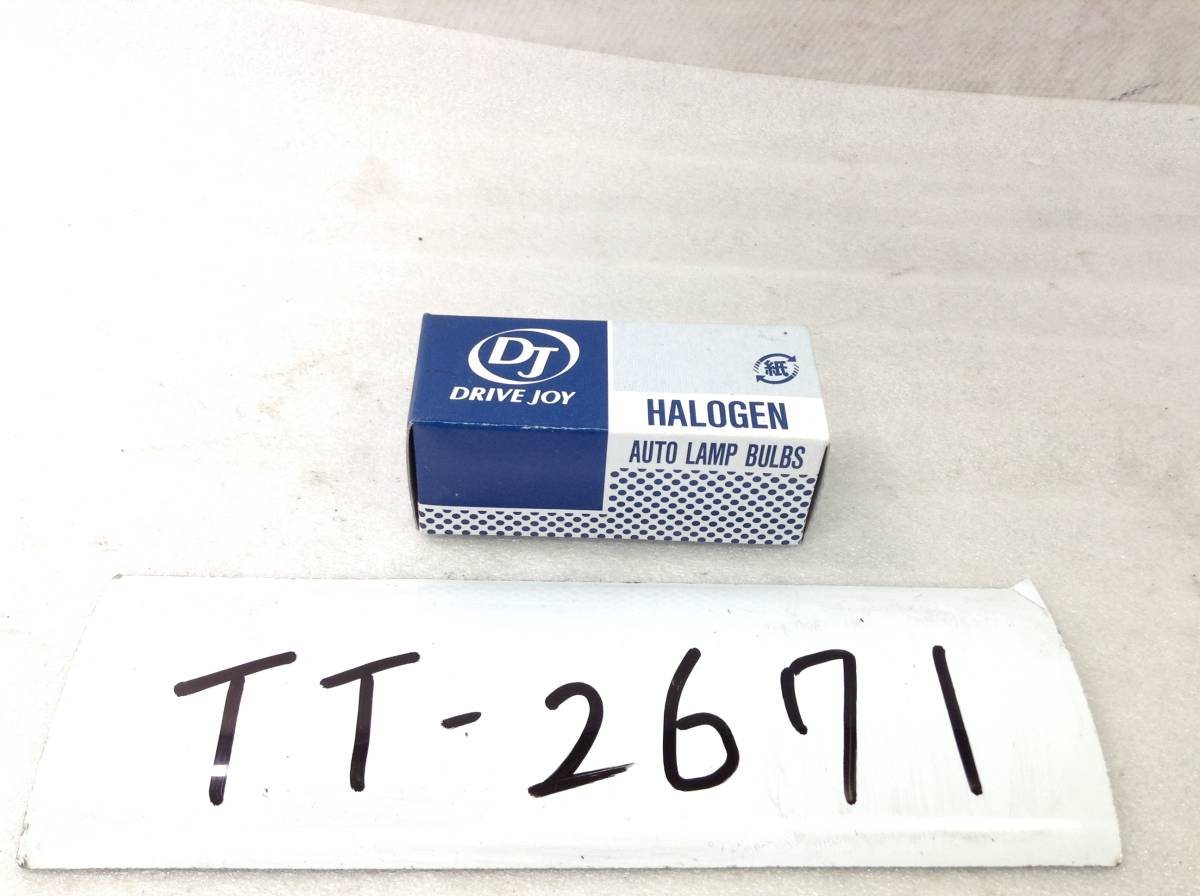 DJ
DRIVE JOY
紙
HALOGEN
AUTO LAMP BULBS
TT-2671